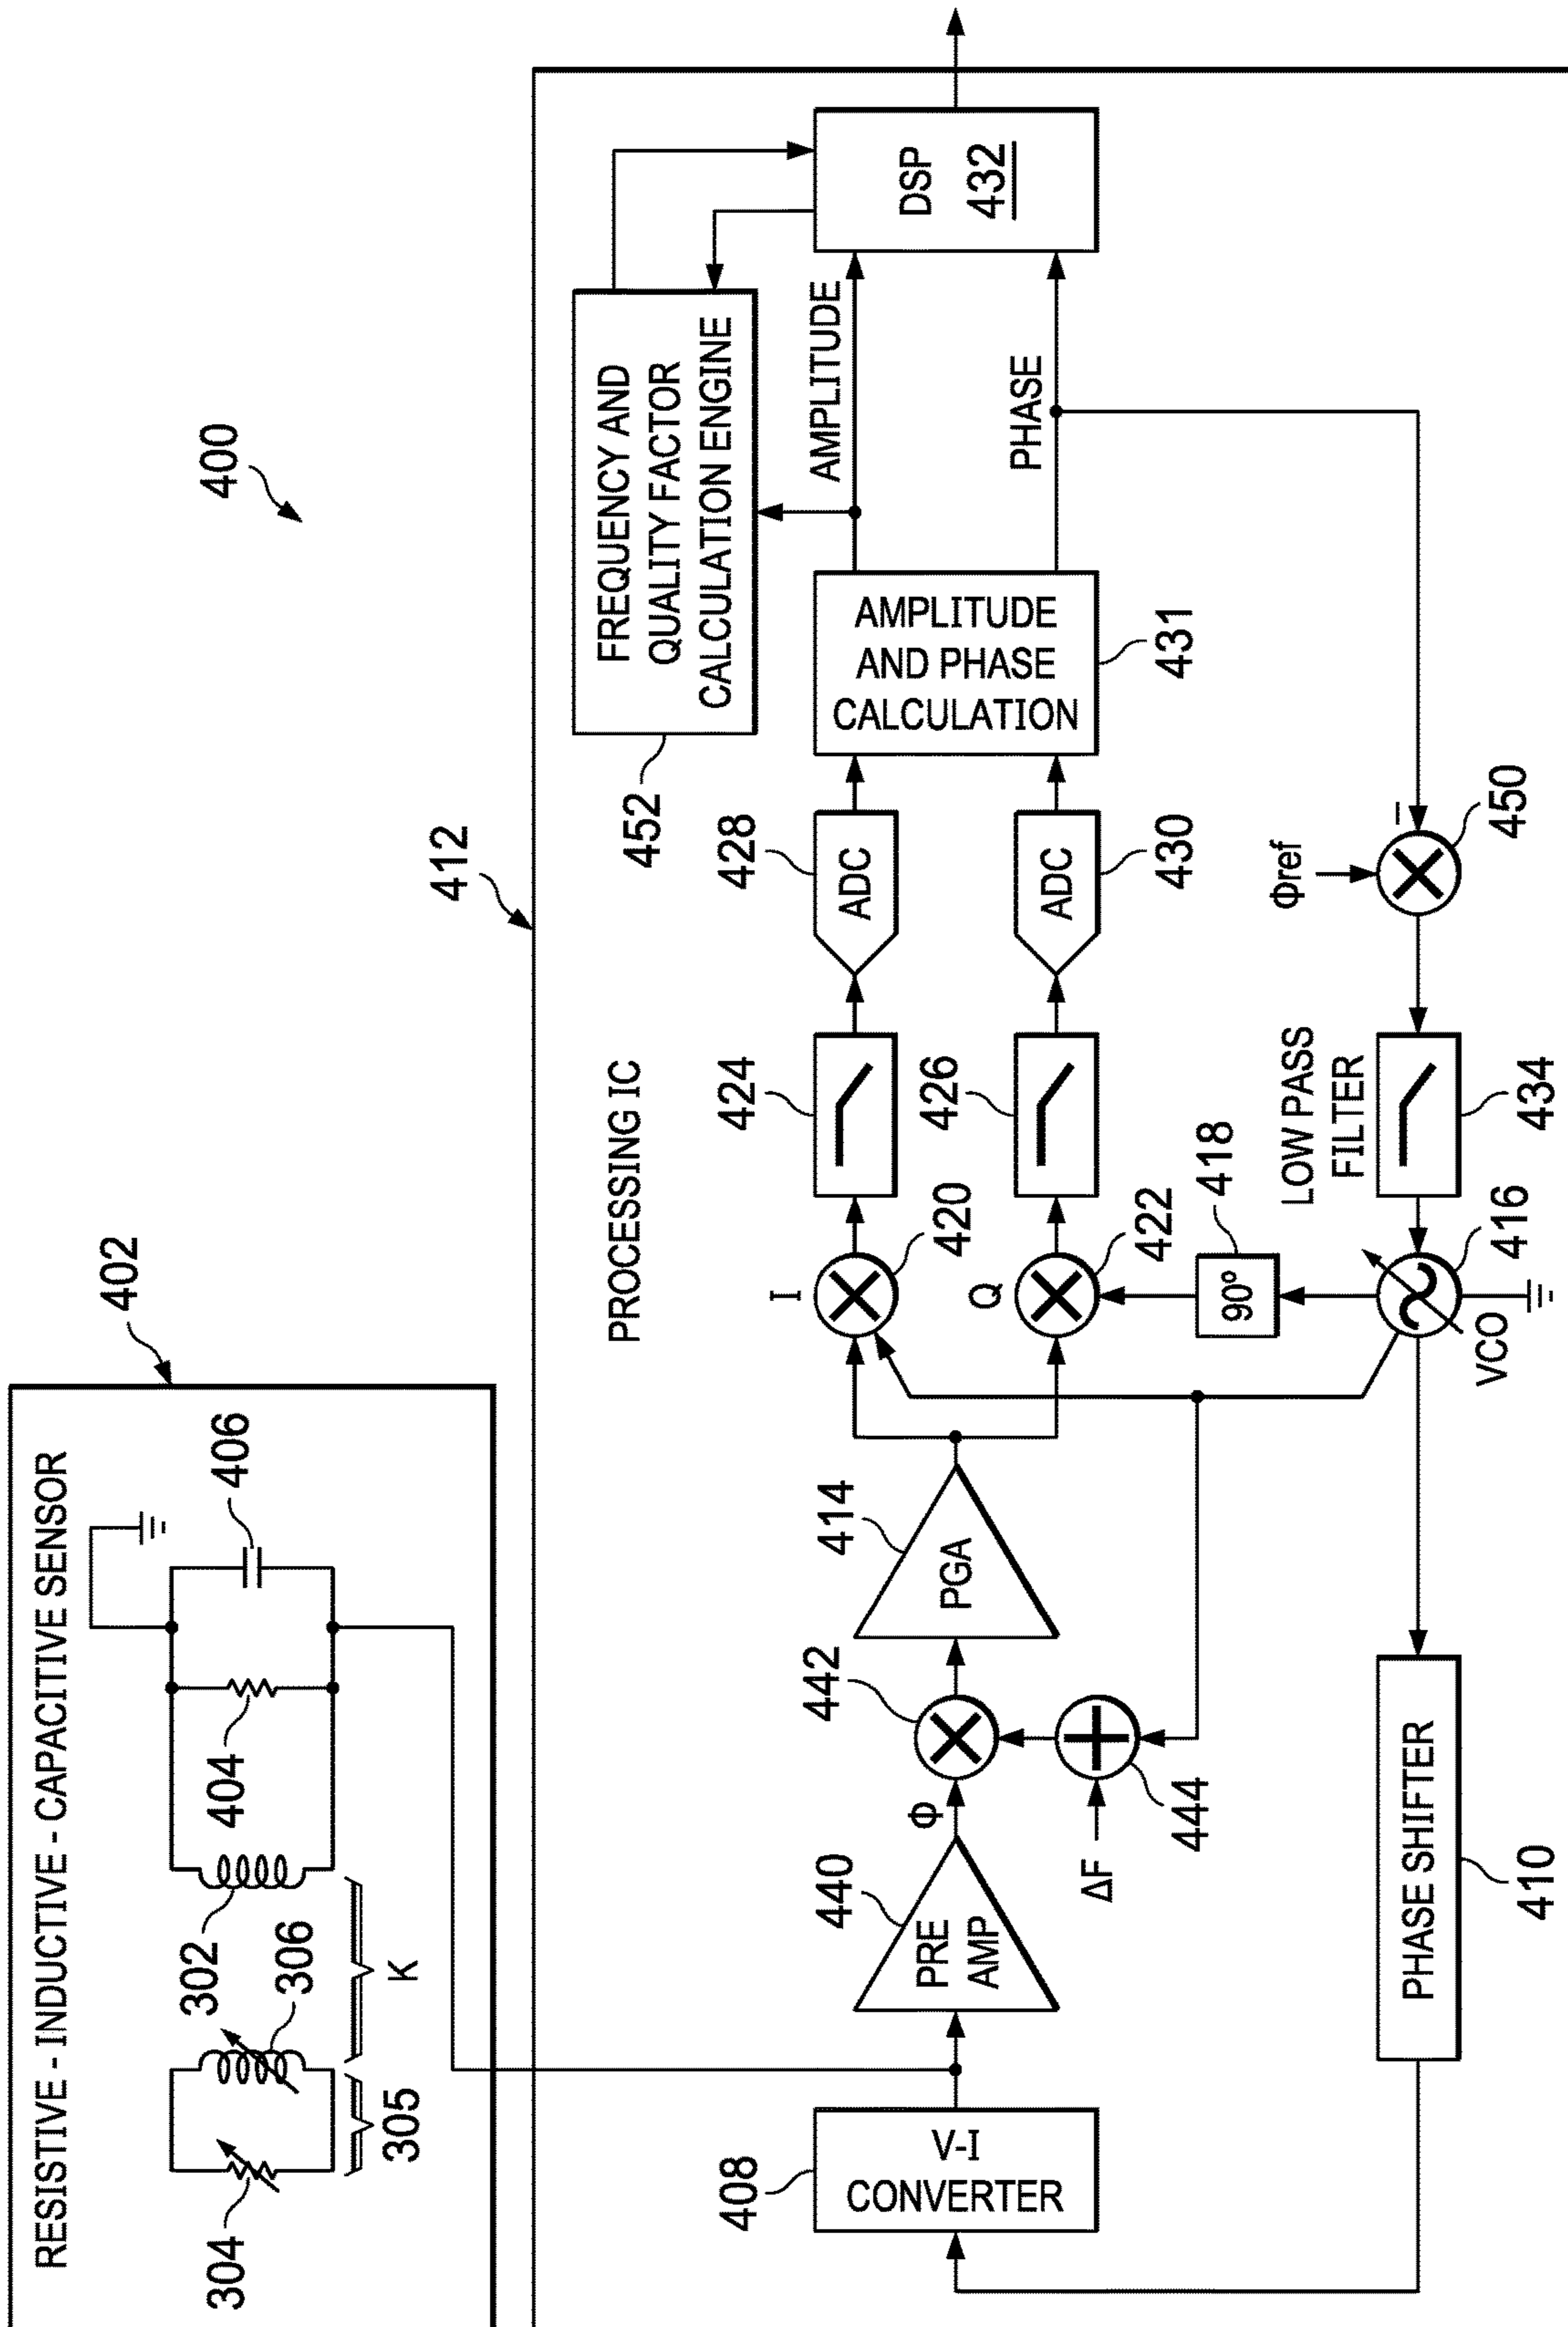 400
402
RESISTIVE - INDUCTIVE - CAPACITIVE SENSOR
304
305
306
302
K
404
406
412
PROCESSING IC
408
V-I
CONVERTER
440
PRE
AMP
Φ
442
ΔF
444
414
PGA
I
420
Q
422
418
90º
424
426
428
ADC
430
ADC
AMPLITUDE
AND PHASE
CALCULATION
431
452
FREQUENCY AND
QUALITY FACTOR
CALCULATION ENGINE
AMPLITUDE
PHASE
DSP
432
410
PHASE SHIFTER
VCO
416
LOW PASS
FILTER
434
Φref
–
450